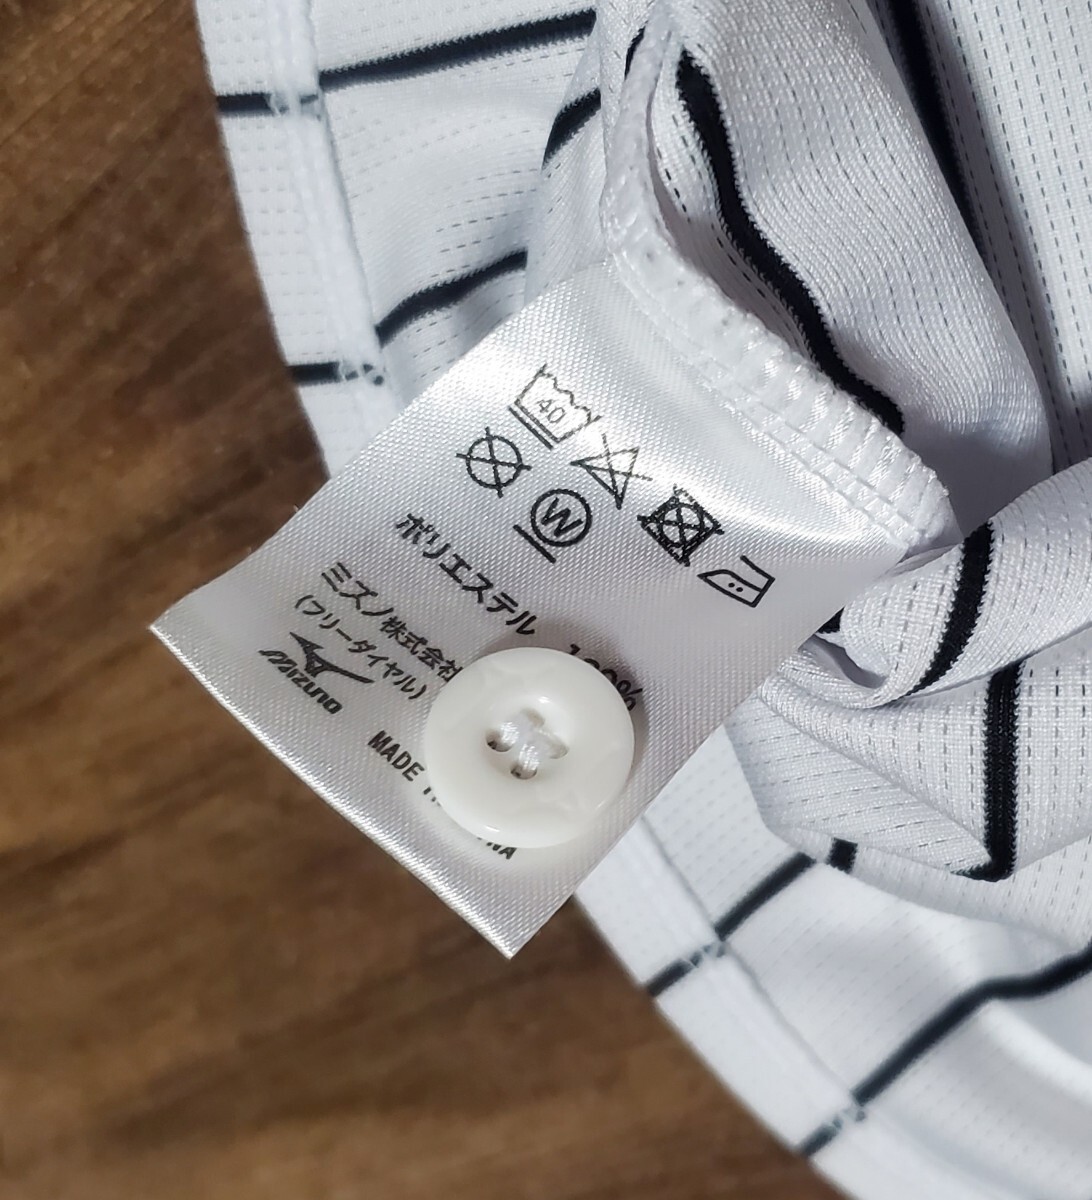 40
W
ポリエステル 100%
ミズノ株式会社
(フリーダイヤル)
MIZUNO
MADE